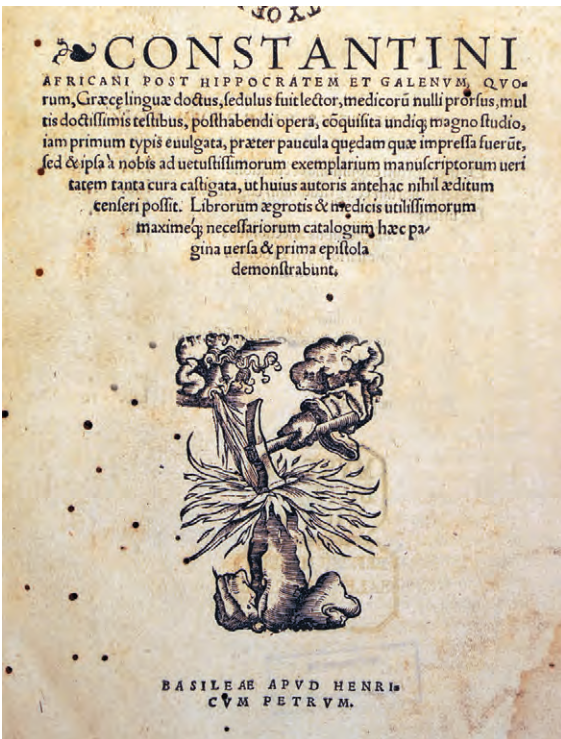 ❧CONSTANTINI
AFRICANI POST HIPPOCRATEM ET GALENVM, QVO=
rum, Græcę linguæ doctus, ſedulus fuit lector, medicorū nulli prorſus, mul
tis doctiſſimis teſtibus, poſthabendi opera, cõquiſita undiq; magno ſtudio,
iam primum typis euulgata, præter paucula quędam quæ impreſſa fuerūt,
ſed & ipſa à nobis ad uetuſtiſſimorum exemplarium manuſcriptorum ueri
tatem tanta cura caſtigata, ut huius autoris antehac nihil æditum
cenſeri poſſit. Librorum ægrotis & medicis utiliſſimorum
maximeq; neceſſariorum catalogum hæc pa/
gina uerſa & prima epiſtola
demonſtrabunt.
BASILEAE APVD HENRI=
CVM PETRVM.